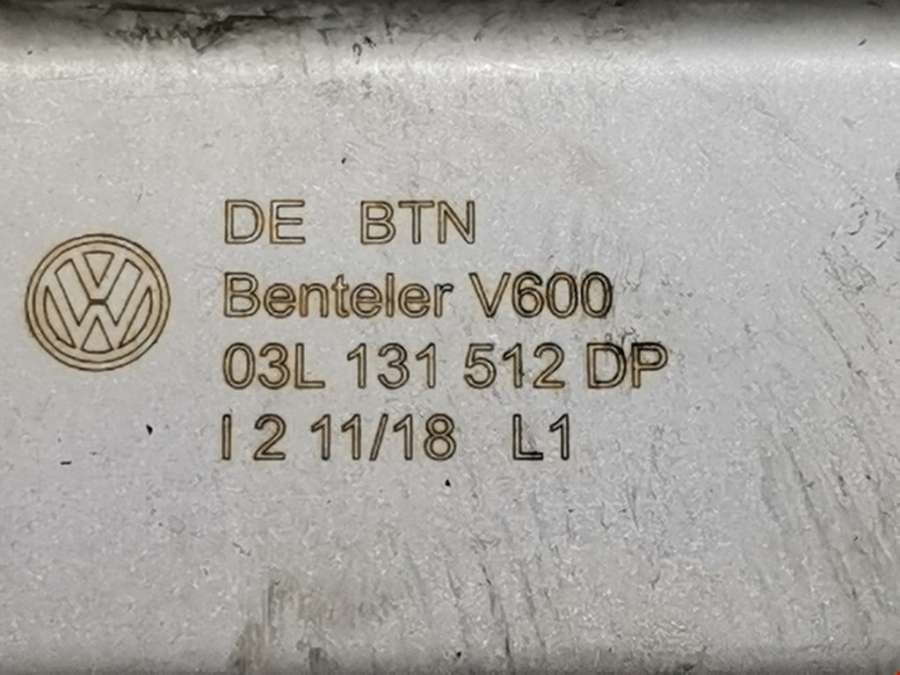 DE BTN
Benteler V600
03L 131 512 DP
I 2 11/18 L1